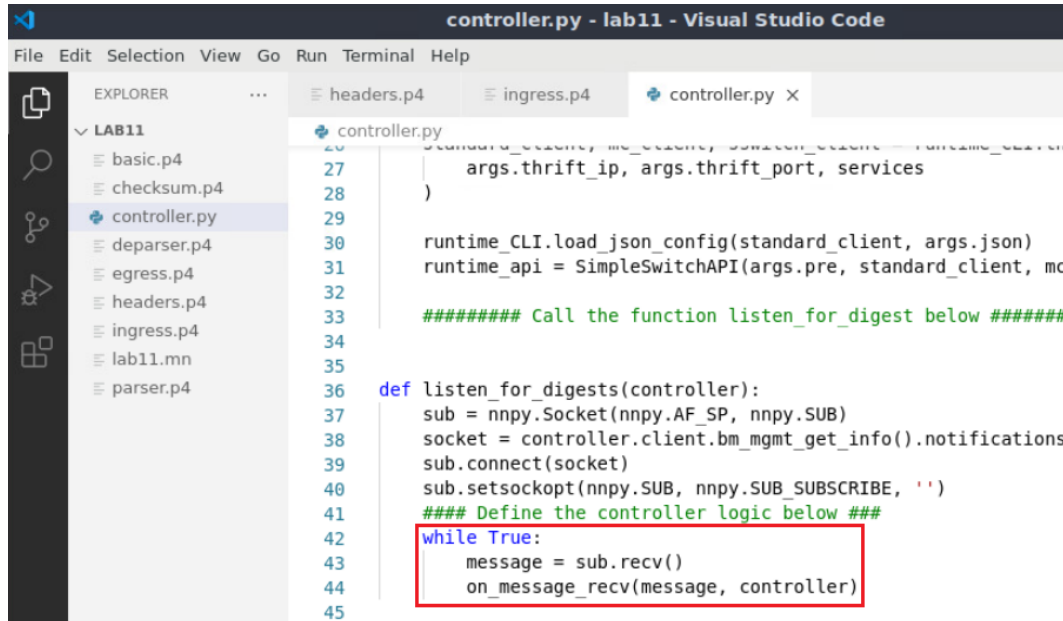 controller.py - lab11 - Visual Studio Code
File Edit Selection View Go Run Terminal Help
EXPLORER ...
headers.p4 ingress.p4 controller.py ×
LAB11
basic.p4
checksum.p4
controller.py
deparser.p4
egress.p4
headers.p4
ingress.p4
lab11.mn
parser.p4
controller.py
27 args.thrift_ip, args.thrift_port, services
28 )
29
30 runtime_CLI.load_json_config(standard_client, args.json)
31 runtime_api = SimpleSwitchAPI(args.pre, standard_client, mc
32
33 ######### Call the function listen_for_digest below #######
34
35
36 def listen_for_digests(controller):
37 sub = nnpy.Socket(nnpy.AF_SP, nnpy.SUB)
38 socket = controller.client.bm_mgmt_get_info().notifications
39 sub.connect(socket)
40 sub.setsockopt(nnpy.SUB, nnpy.SUB_SUBSCRIBE, '')
41 #### Define the controller logic below ###
42 while True:
43 message = sub.recv()
44 on_message_recv(message, controller)
45